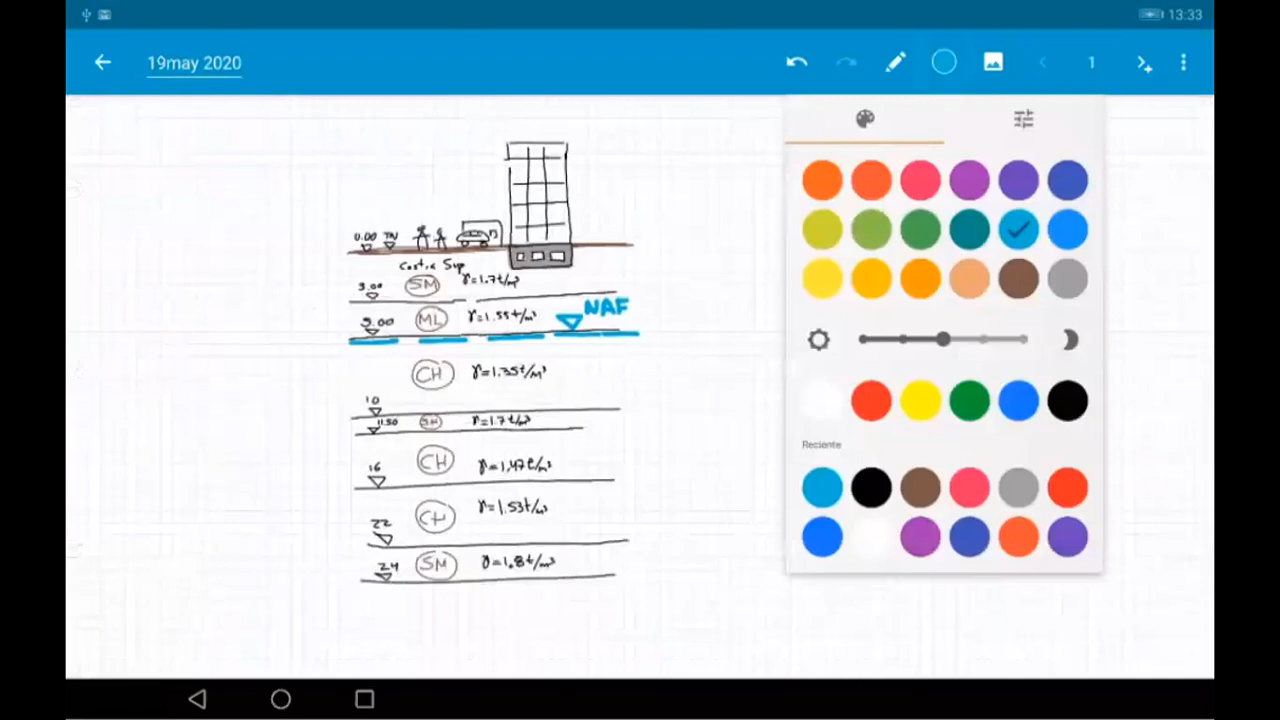 13:33
19may 2020
1
0.00 TN
Costra Sup
3.00 SM γ=1.7t/m³
NAF
5.00 ML γ=1.55t/m³
CH γ=1.35t/m³
10
11.50 SM γ=1.7t/m³
16 CH γ=1,47t/m³
22 CH γ=1.53t/m³
24 SM γ=1.8t/m³
Reciente